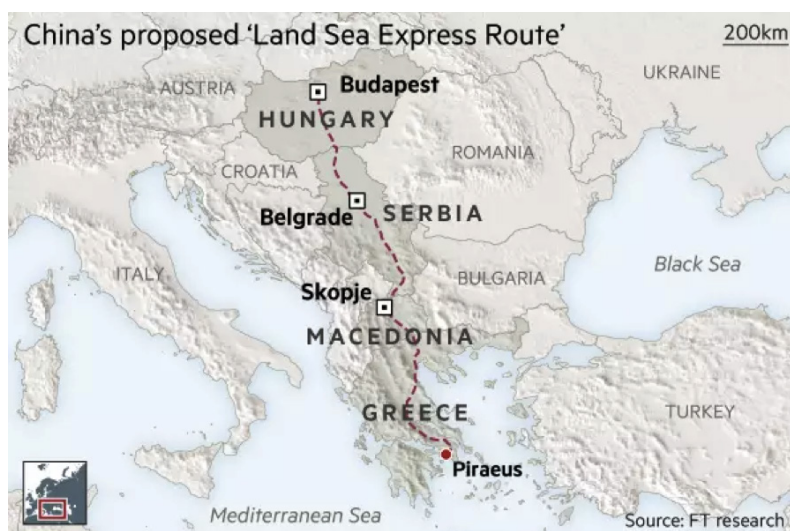 China's proposed 'Land Sea Express Route'
200km
UKRAINE
AUSTRIA
Budapest
HUNGARY
ROMANIA
CROATIA
Belgrade
SERBIA
ITALY
Black Sea
BULGARIA
Skopje
MACEDONIA
GREECE
TURKEY
Piraeus
Mediterranean Sea
Source: FT research